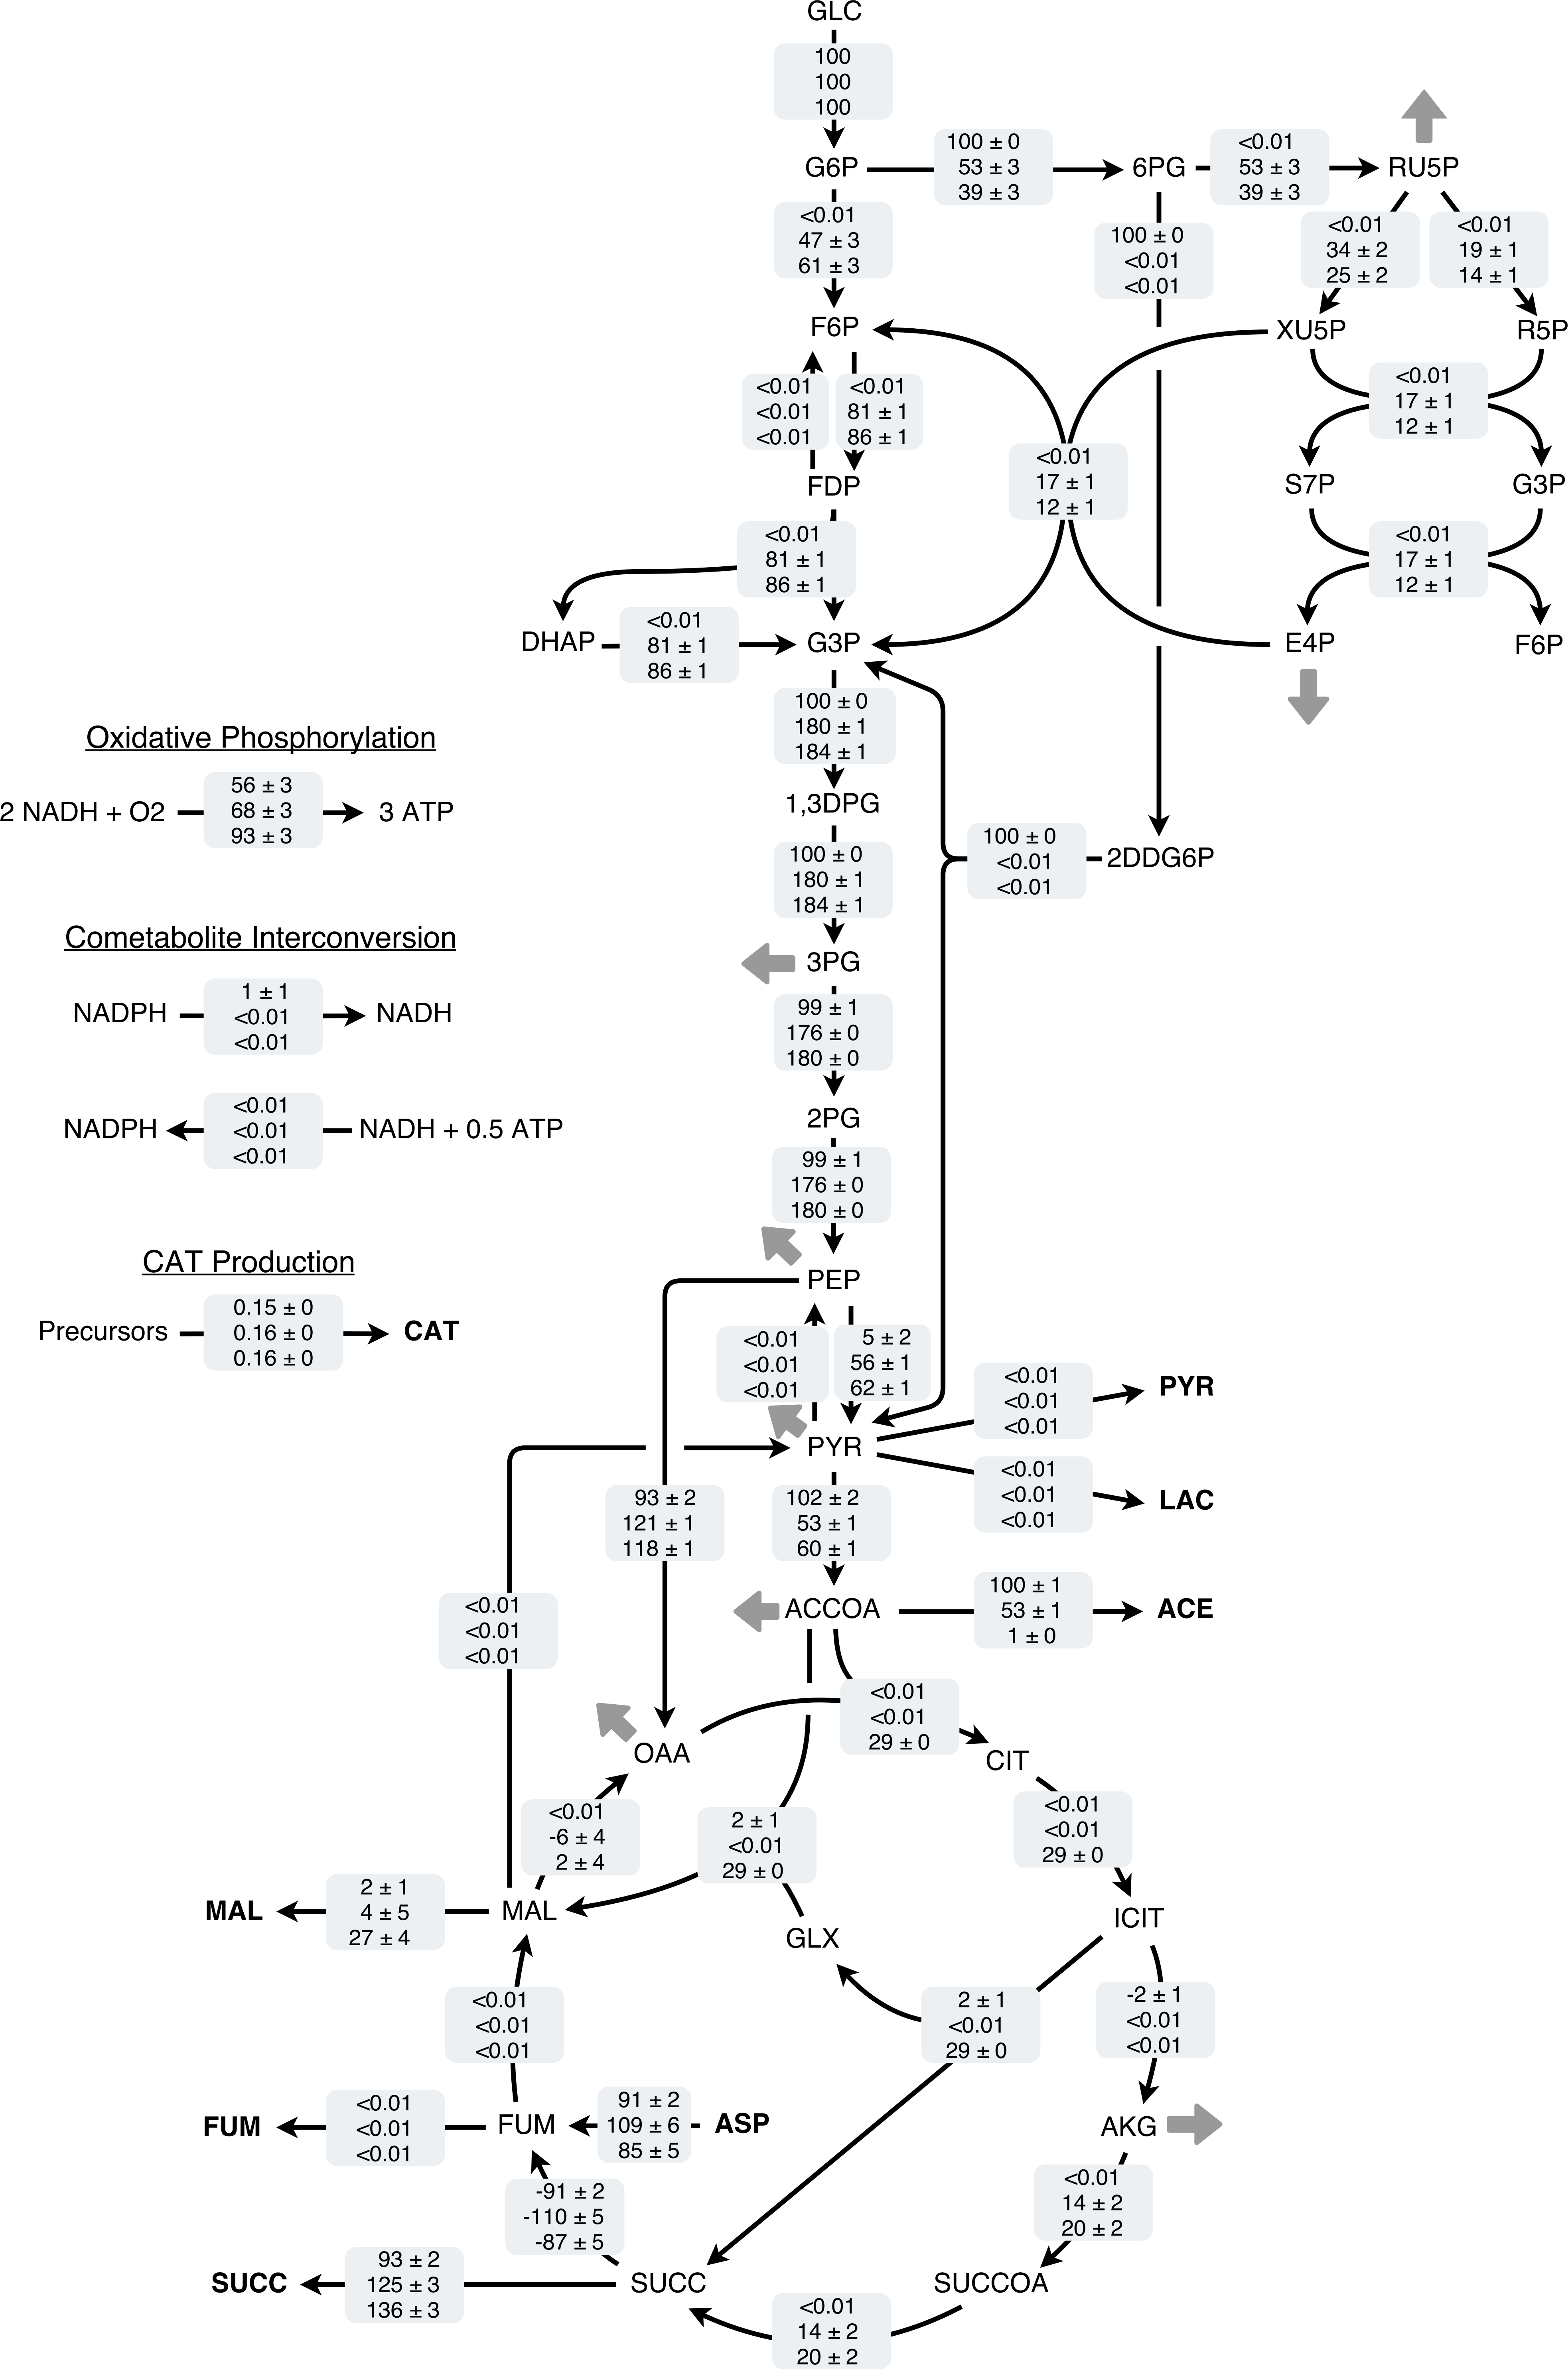 GLC
100
100
100
G6P
100 ± 0
53 ± 3
39 ± 3
6PG
<0.01
53 ± 3
39 ± 3
RU5P
<0.01
47 ± 3
61 ± 3
100 ± 0
<0.01
<0.01
<0.01
34 ± 2
25 ± 2
<0.01
19 ± 1
14 ± 1
F6P
XU5P
R5P
<0.01
<0.01
<0.01
<0.01
81 ± 1
86 ± 1
<0.01
17 ± 1
12 ± 1
<0.01
17 ± 1
12 ± 1
FDP
S7P
G3P
<0.01
81 ± 1
86 ± 1
<0.01
17 ± 1
12 ± 1
DHAP
<0.01
81 ± 1
86 ± 1
G3P
E4P
F6P
100 ± 0
180 ± 1
184 ± 1
Oxidative Phosphorylation
2 NADH + O2
56 ± 3
68 ± 3
93 ± 3
3 ATP
1,3DPG
100 ± 0
180 ± 1
184 ± 1
100 ± 0
<0.01
<0.01
2DDG6P
Cometabolite Interconversion
NADPH
1 ± 1
<0.01
<0.01
NADH
3PG
99 ± 1
176 ± 0
180 ± 0
NADPH
<0.01
<0.01
<0.01
NADH + 0.5 ATP
2PG
99 ± 1
176 ± 0
180 ± 0
CAT Production
Precursors
0.15 ± 0
0.16 ± 0
0.16 ± 0
CAT
PEP
<0.01
<0.01
<0.01
5 ± 2
56 ± 1
62 ± 1
<0.01
<0.01
<0.01
PYR
PYR
<0.01
<0.01
<0.01
LAC
93 ± 2
121 ± 1
118 ± 1
102 ± 2
53 ± 1
60 ± 1
<0.01
<0.01
<0.01
ACCOA
100 ± 1
53 ± 1
1 ± 0
ACE
<0.01
<0.01
29 ± 0
OAA
CIT
<0.01
-6 ± 4
2 ± 4
2 ± 1
<0.01
29 ± 0
<0.01
<0.01
29 ± 0
MAL
2 ± 1
4 ± 5
27 ± 4
MAL
GLX
ICIT
<0.01
<0.01
<0.01
2 ± 1
<0.01
29 ± 0
-2 ± 1
<0.01
<0.01
FUM
<0.01
<0.01
<0.01
FUM
91 ± 2
109 ± 6
85 ± 5
ASP
AKG
-91 ± 2
-110 ± 5
-87 ± 5
<0.01
14 ± 2
20 ± 2
SUCC
93 ± 2
125 ± 3
136 ± 3
SUCC
SUCCOA
<0.01
14 ± 2
20 ± 2